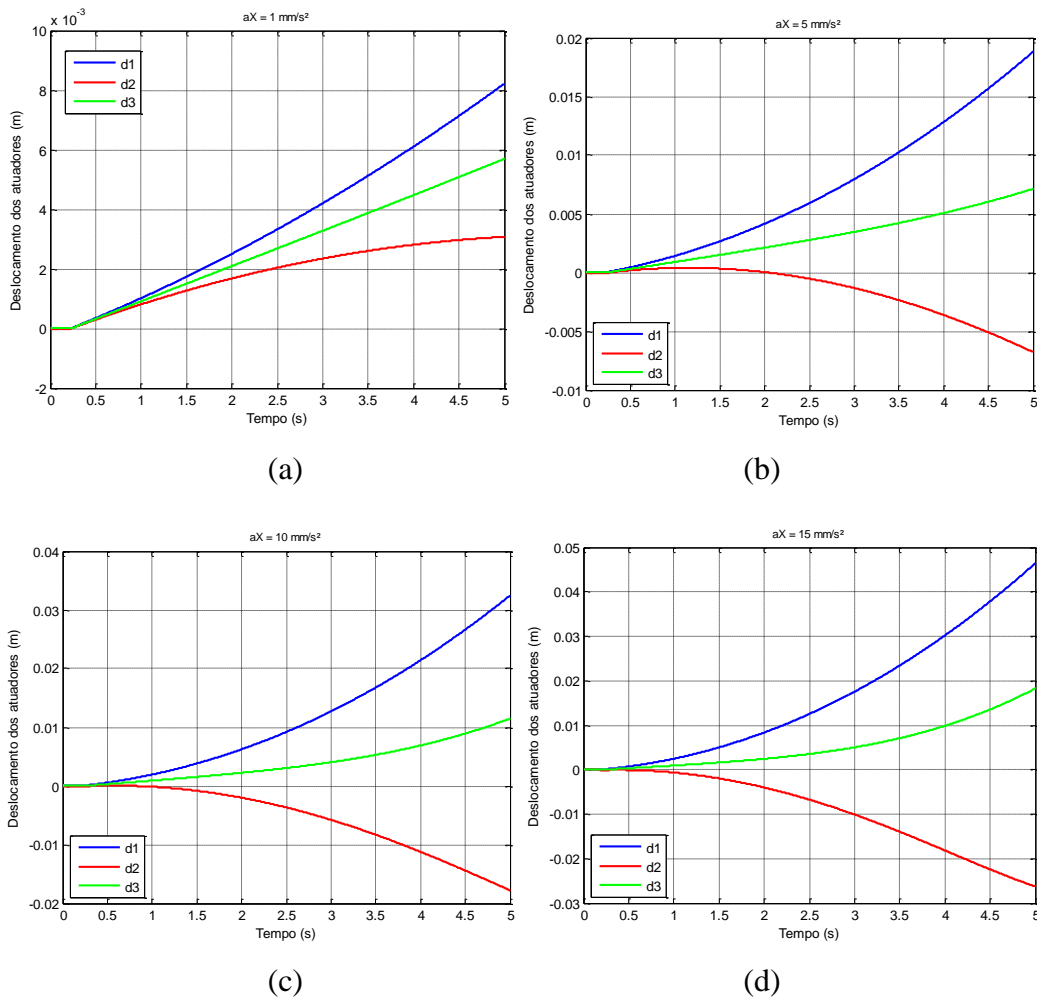 aX = 1 mm/s²
x 10⁻³
Deslocamento dos atuadores (m)
10
8
6
4
2
0
-2
d1
d2
d3
0 0.5 1 1.5 2 2.5 3 3.5 4 4.5 5
Tempo (s)
(a)
aX = 5 mm/s²
Deslocamento dos atuadores (m)
0.02
0.015
0.01
0.005
0
-0.005
-0.01
d1
d2
d3
0 0.5 1 1.5 2 2.5 3 3.5 4 4.5 5
Tempo (s)
(b)
aX = 10 mm/s²
Deslocamento dos atuadores (m)
0.04
0.03
0.02
0.01
0
-0.01
-0.02
d1
d2
d3
0 0.5 1 1.5 2 2.5 3 3.5 4 4.5 5
Tempo (s)
(c)
aX = 15 mm/s²
Deslocamento dos atuadores (m)
0.05
0.04
0.03
0.02
0.01
0
-0.01
-0.02
-0.03
d1
d2
d3
0 0.5 1 1.5 2 2.5 3 3.5 4 4.5 5
Tempo (s)
(d)